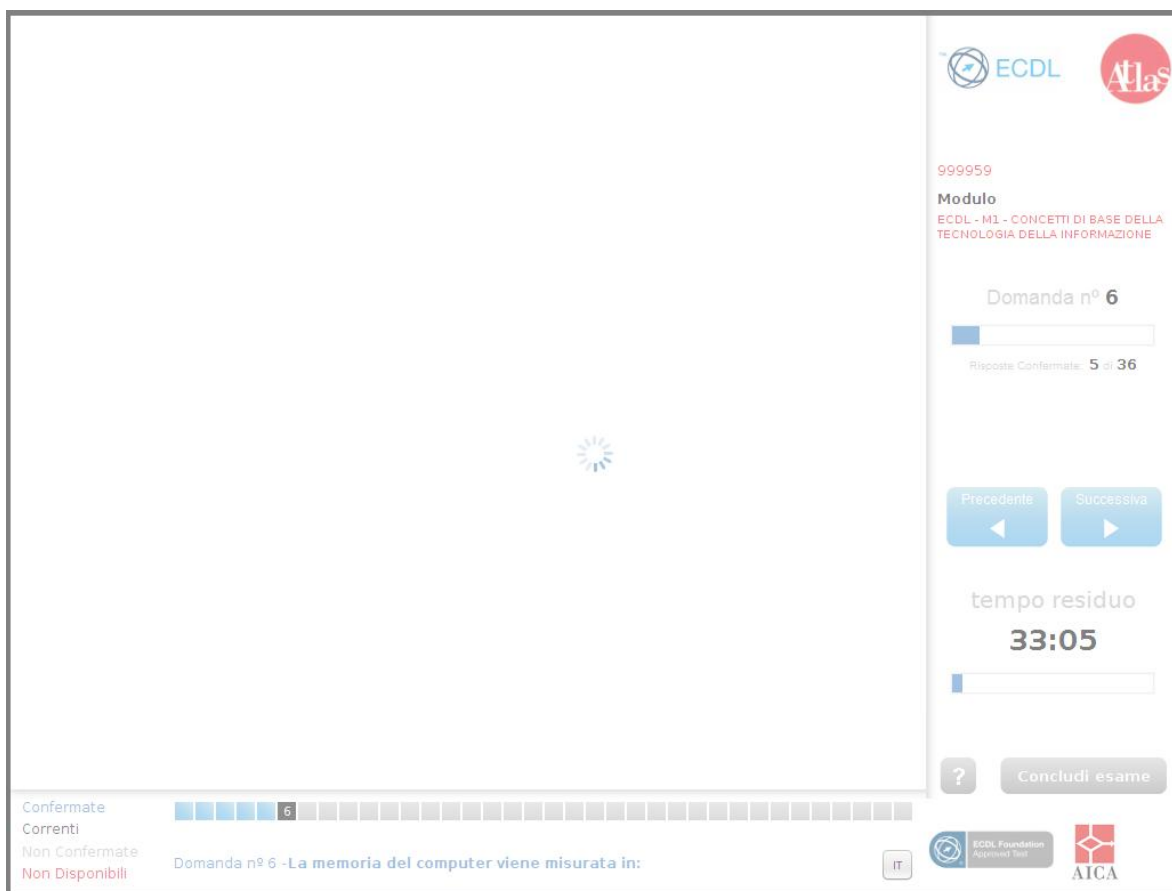 ECDL
Atlas
999959
Modulo
ECDL - M1 - CONCETTI DI BASE DELLA
TECNOLOGIA DELLA INFORMAZIONE
Domanda nº 6
Risposte Confermate: 5 di 36
Precedente
Successiva
tempo residuo
33:05
?
Concludi esame
Confermate
Correnti
Non Confermate
Non Disponibili
6
Domanda nº 6 -La memoria del computer viene misurata in:
IT
ECDL Foundation
Approved Test
AICA